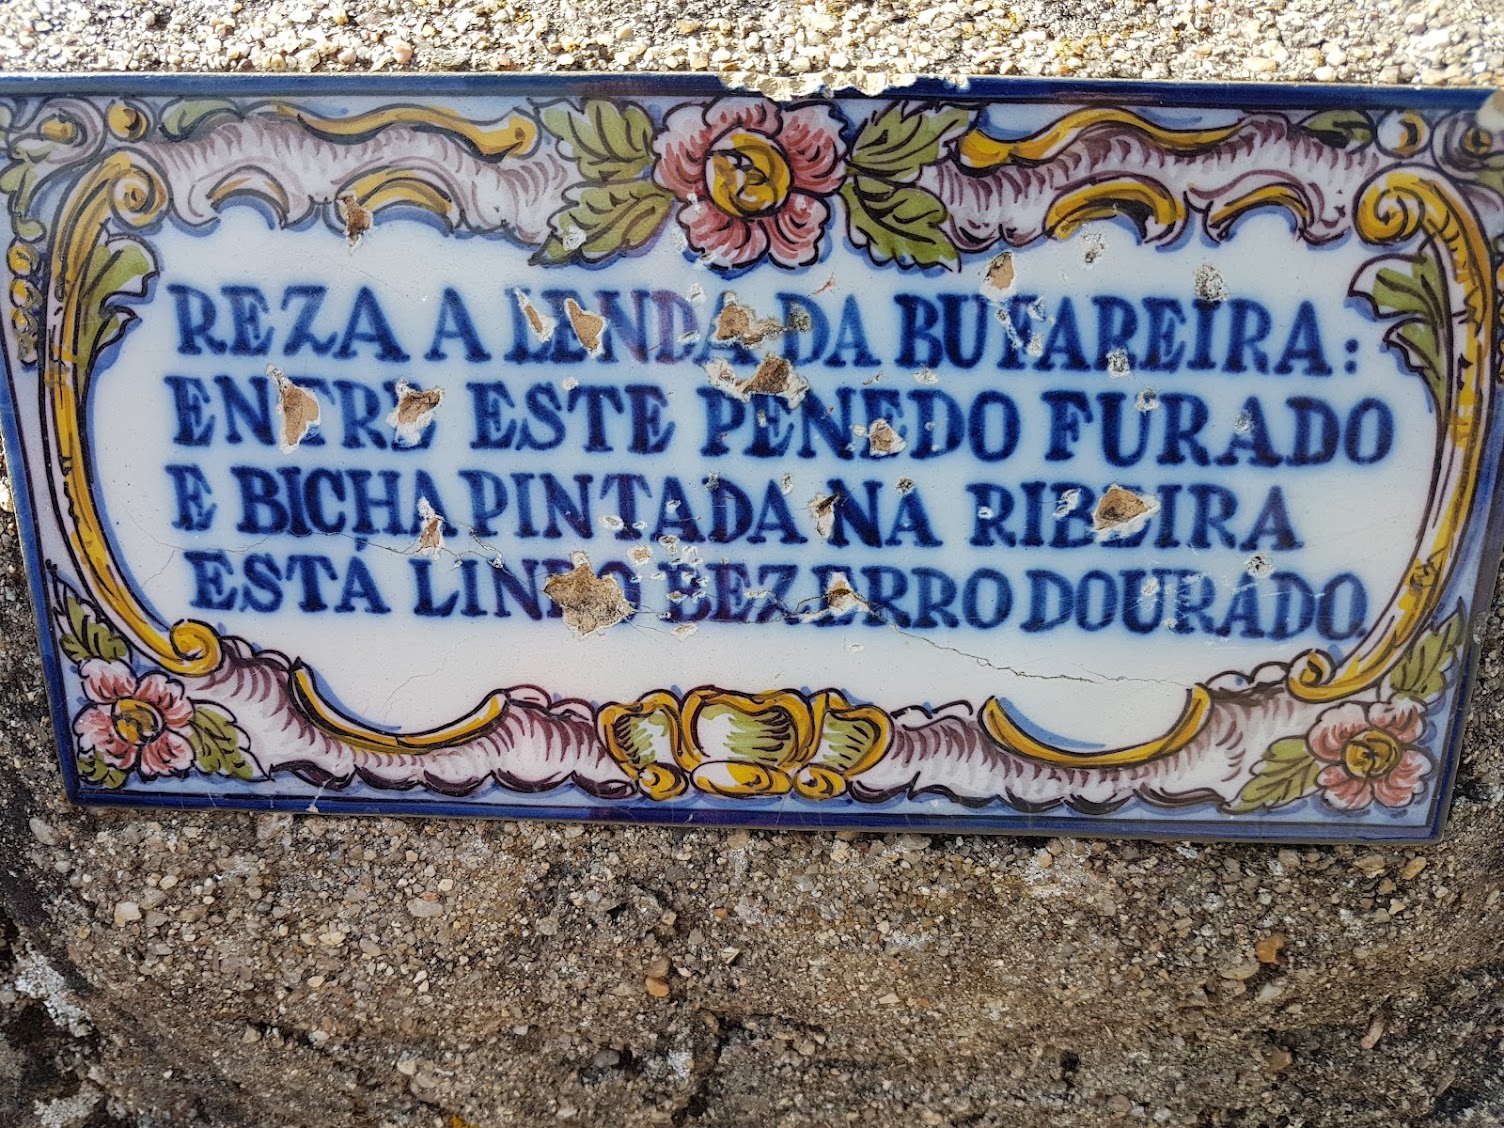 REZA A LENDA DA BUFAREIRA:
ENTRE ESTE PENEDO FURADO
E BICHA PINTADA NA RIBEIRA
ESTÁ LINDO BEZERRO DOURADO.